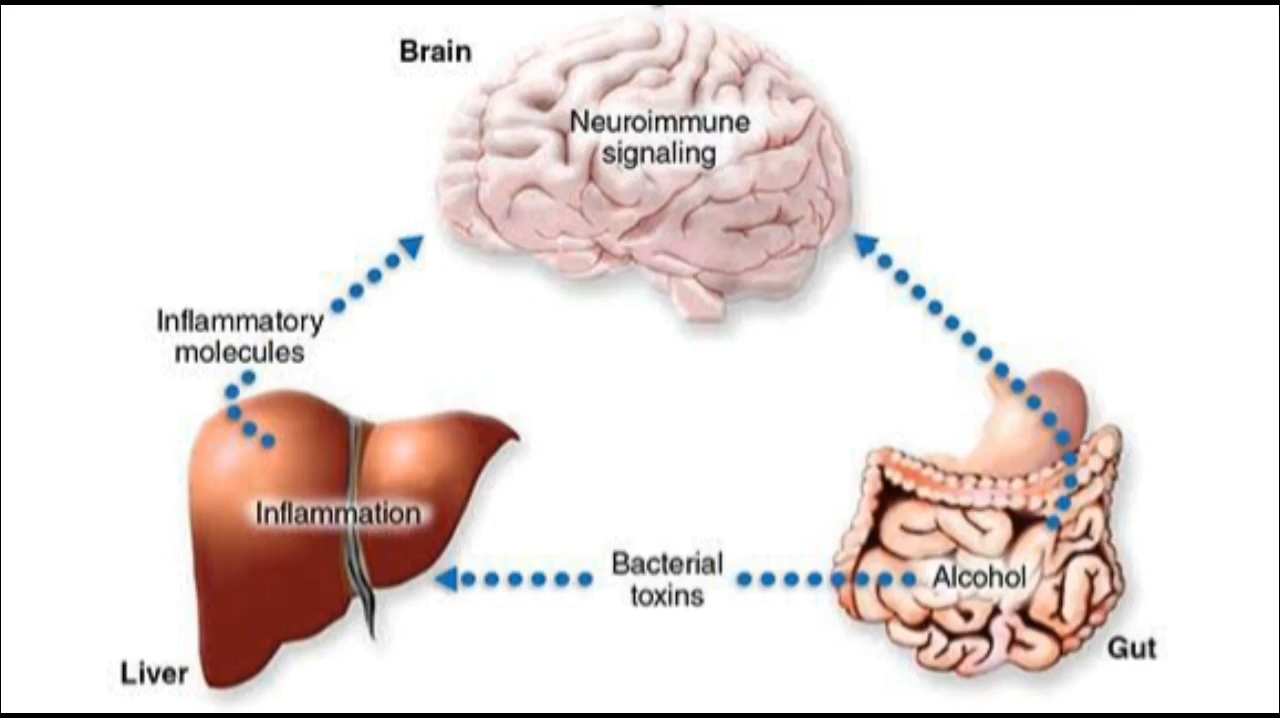 Brain
Neuroimmune
signaling
Inflammatory
molecules
Inflammation
Bacterial
toxins
Alcohol
Gut
Liver